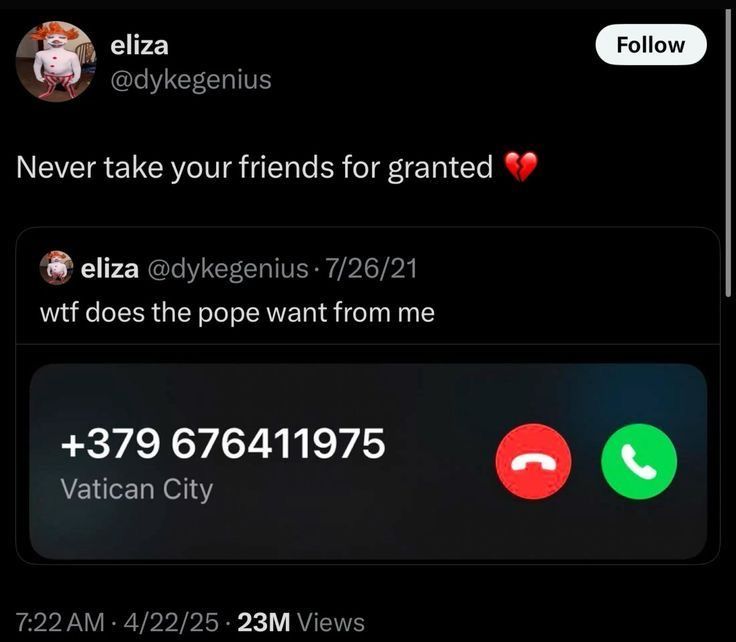 eliza
@dykegenius
Follow
Never take your friends for granted 💔
eliza @dykegenius · 7/26/21
wtf does the pope want from me
+379 676411975
Vatican City
7:22 AM · 4/22/25 · 23M Views